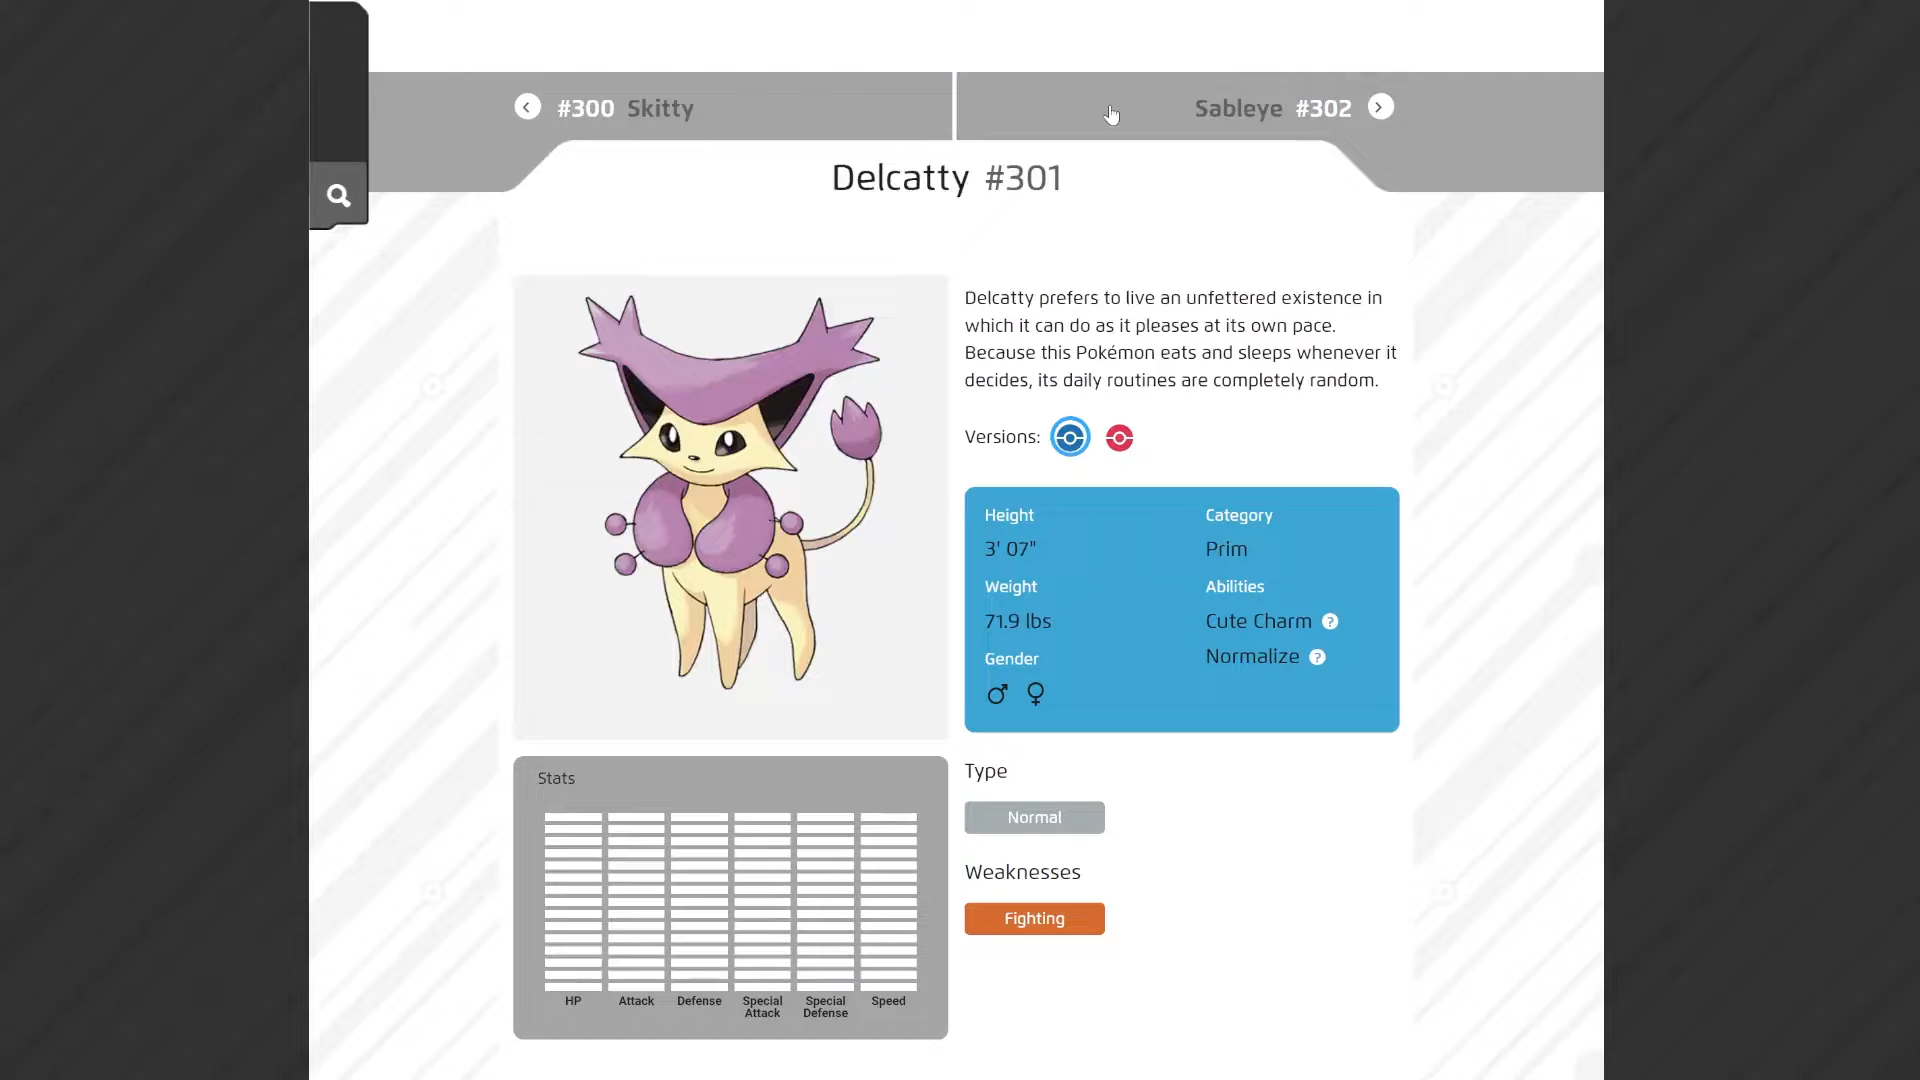 #300 Skitty
Sableye #302
Delcatty #301
Delcatty prefers to live an unfettered existence in
which it can do as it pleases at its own pace.
Because this Pokémon eats and sleeps whenever it
decides, its daily routines are completely random.
Versions:
Height
3' 07"
Weight
71.9 lbs
Gender
Category
Prim
Abilities
Cute Charm ?
Normalize ?
Stats
HP
Attack
Defense
Special
Attack
Special
Defense
Speed
Type
Normal
Weaknesses
Fighting